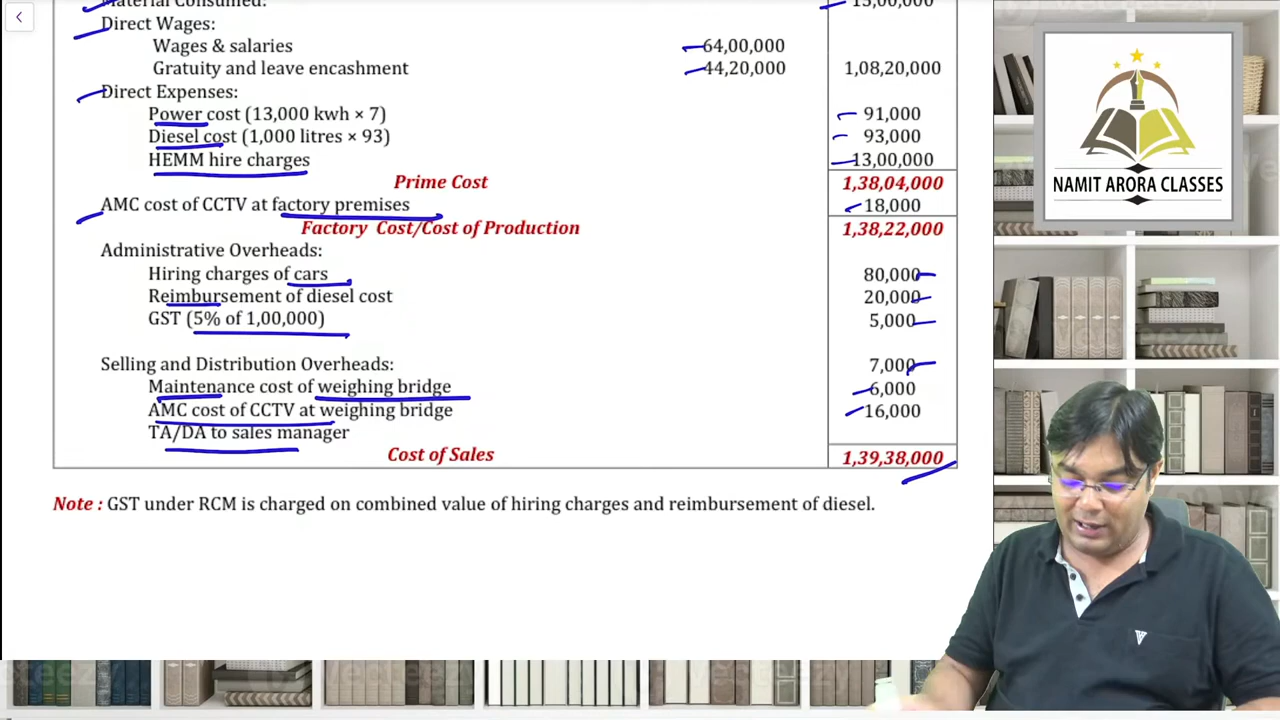 Material Consumed: 15,00,000
Direct Wages:
Wages & salaries 64,00,000
Gratuity and leave encashment 44,20,000 1,08,20,000
Direct Expenses:
Power cost (13,000 kwh × 7) 91,000
Diesel cost (1,000 litres × 93) 93,000
HEMM hire charges 13,00,000
Prime Cost 1,38,04,000
AMC cost of CCTV at factory premises 18,000
Factory Cost/Cost of Production 1,38,22,000
Administrative Overheads:
Hiring charges of cars 80,000
Reimbursement of diesel cost 20,000
GST (5% of 1,00,000) 5,000
Selling and Distribution Overheads: 7,000
Maintenance cost of weighing bridge 6,000
AMC cost of CCTV at weighing bridge 16,000
TA/DA to sales manager
Cost of Sales 1,39,38,000
Note : GST under RCM is charged on combined value of hiring charges and reimbursement of diesel.
NAMIT ARORA CLASSES